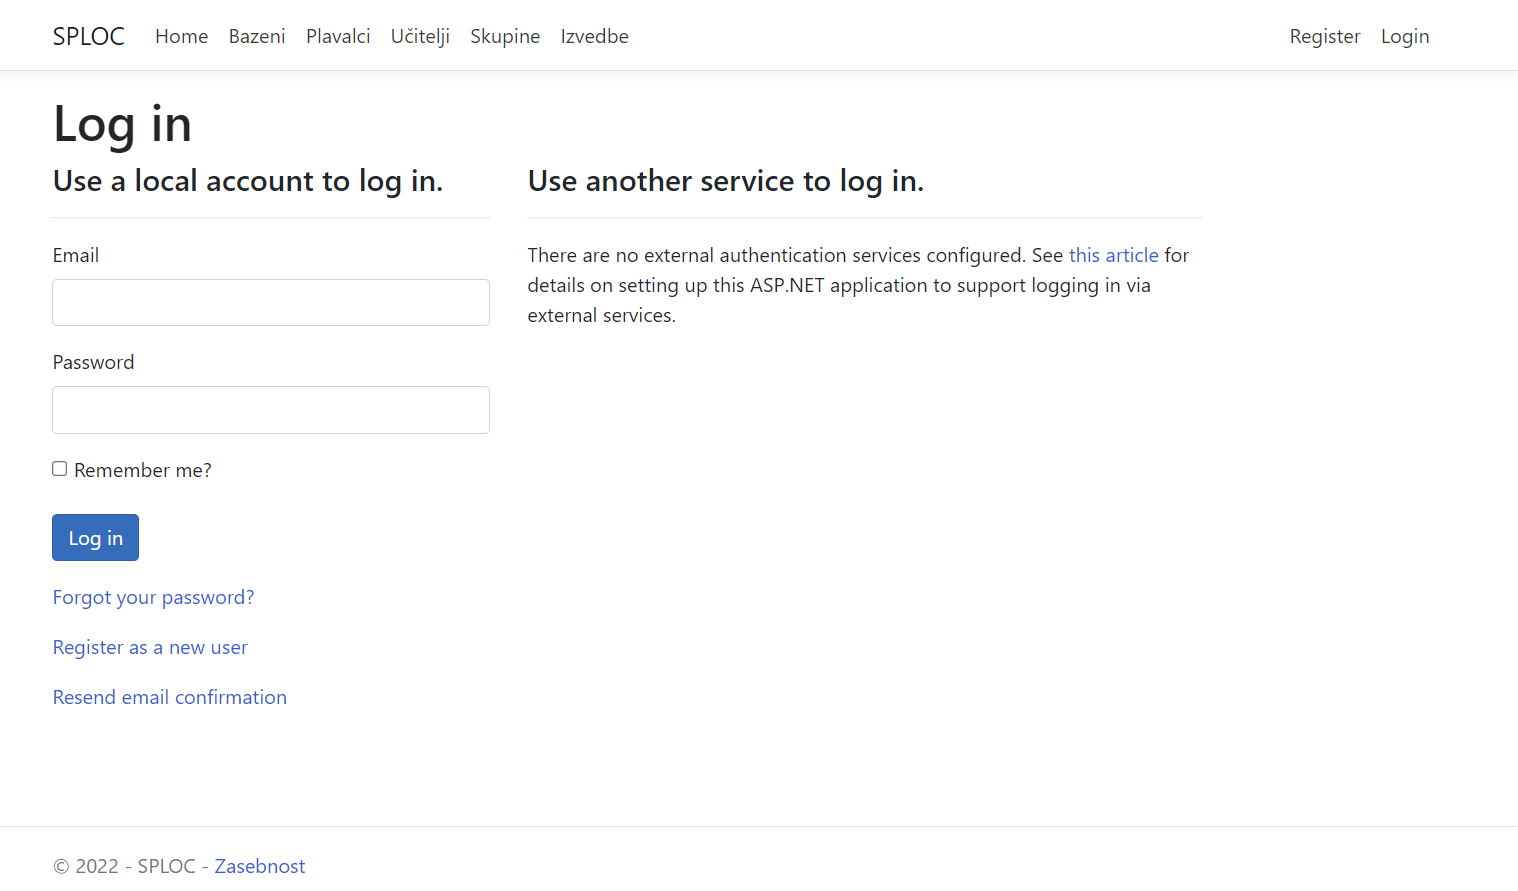 SPLOC Home Bazeni Plavalci Učitelji Skupine Izvedbe Register Login
Log in
Use a local account to log in.
Email
Password
Remember me?
Log in
Forgot your password?
Register as a new user
Resend email confirmation
Use another service to log in.
There are no external authentication services configured. See this article for
details on setting up this ASP.NET application to support logging in via
external services.
© 2022 - SPLOC - Zasebnost